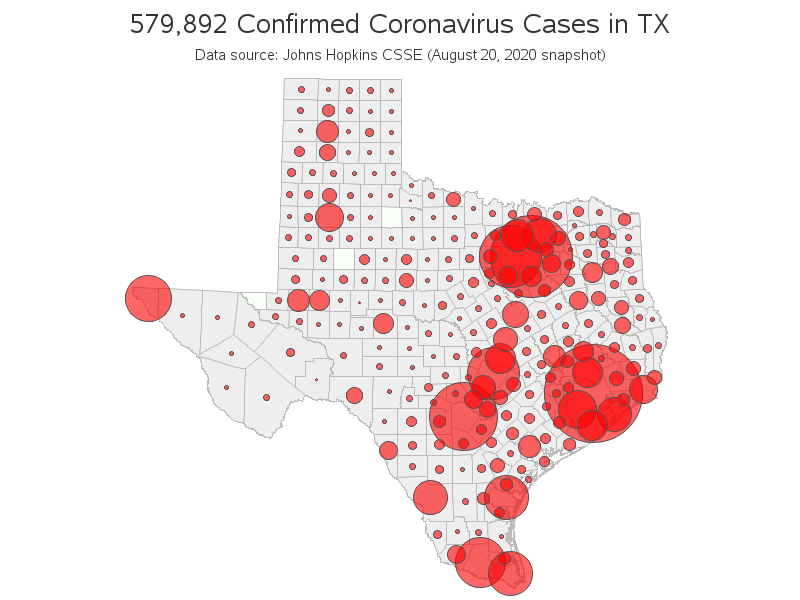 579,892 Confirmed Coronavirus Cases in TX
Data source: Johns Hopkins CSSE (August 20, 2020 snapshot)